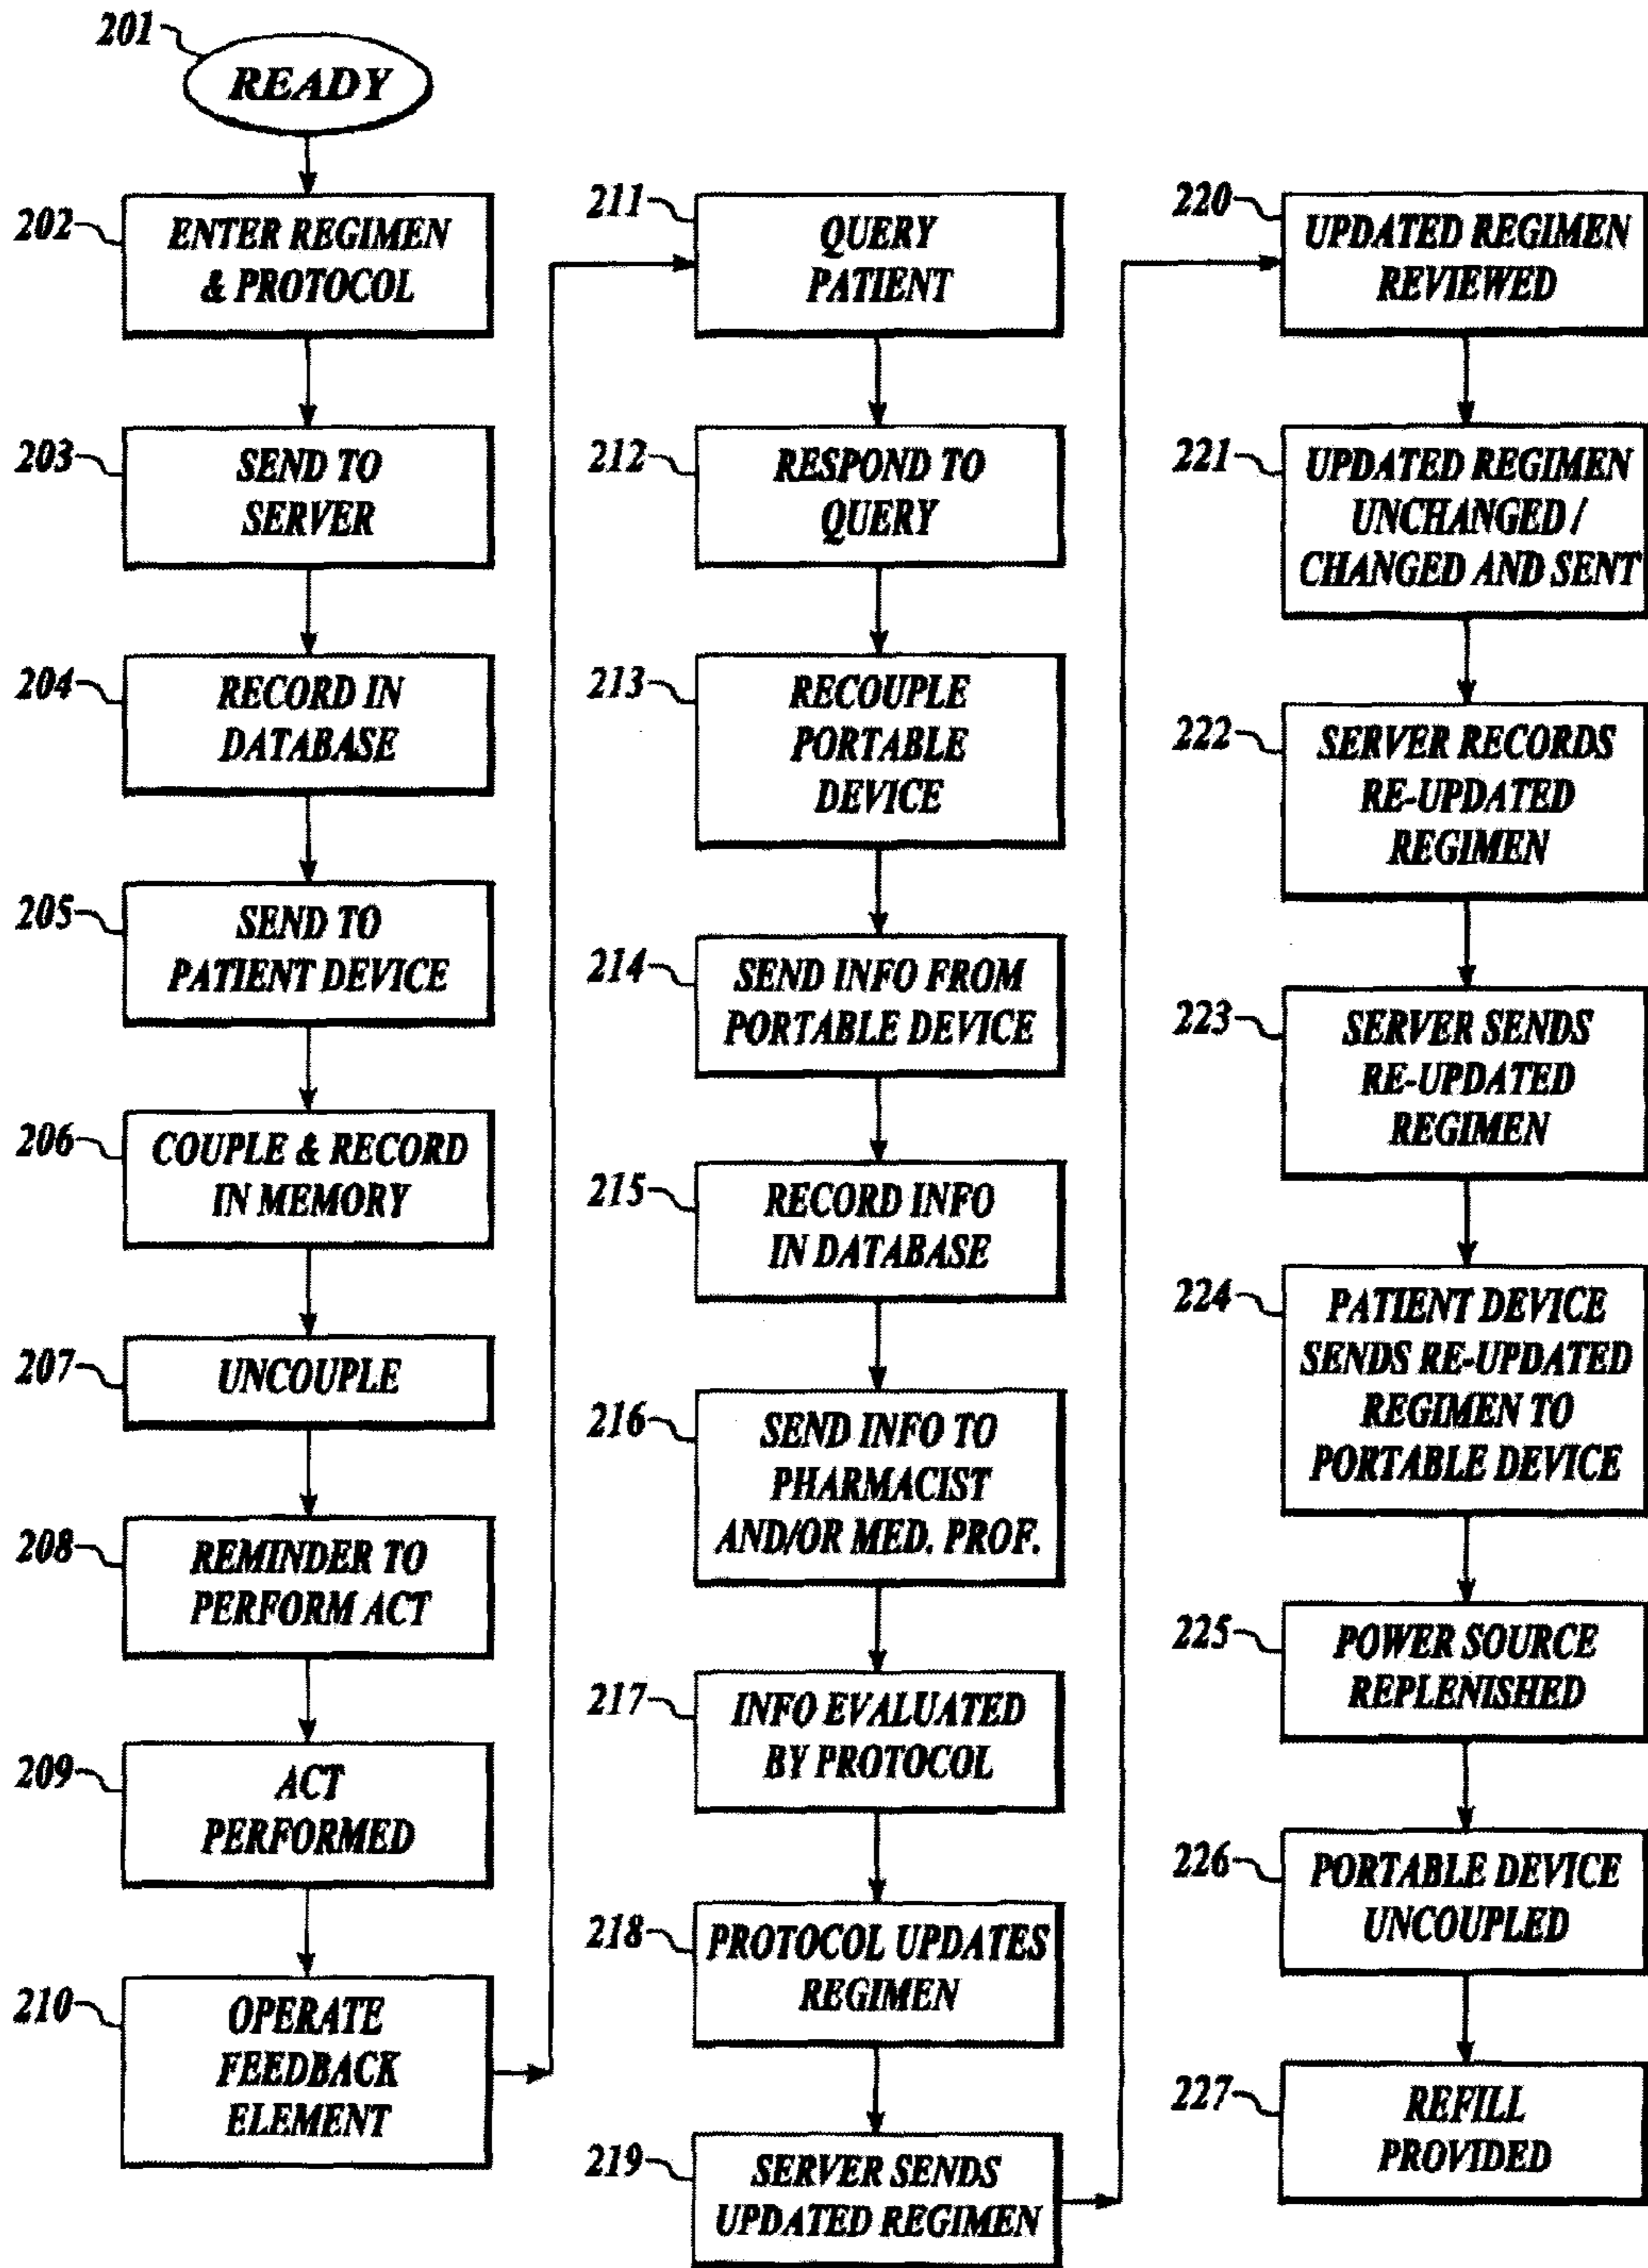 201
READY
202
ENTER REGIMEN
& PROTOCOL
203
SEND TO
SERVER
204
RECORD IN
DATABASE
205
SEND TO
PATIENT DEVICE
206
COUPLE & RECORD
IN MEMORY
207
UNCOUPLE
208
REMINDER TO
PERFORM ACT
209
ACT
PERFORMED
210
OPERATE
FEEDBACK
ELEMENT
211
QUERY
PATIENT
212
RESPOND TO
QUERY
213
RECOUPLE
PORTABLE
DEVICE
214
SEND INFO FROM
PORTABLE DEVICE
215
RECORD INFO
IN DATABASE
216
SEND INFO TO
PHARMACIST
AND/OR MED. PROF.
217
INFO EVALUATED
BY PROTOCOL
218
PROTOCOL UPDATES
REGIMEN
219
SERVER SENDS
UPDATED REGIMEN
220
UPDATED REGIMEN
REVIEWED
221
UPDATED REGIMEN
UNCHANGED /
CHANGED AND SENT
222
SERVER RECORDS
RE-UPDATED
REGIMEN
223
SERVER SENDS
RE-UPDATED
REGIMEN
224
PATIENT DEVICE
SENDS RE-UPDATED
REGIMEN TO
PORTABLE DEVICE
225
POWER SOURCE
REPLENISHED
226
PORTABLE DEVICE
UNCOUPLED
227
REFILL
PROVIDED